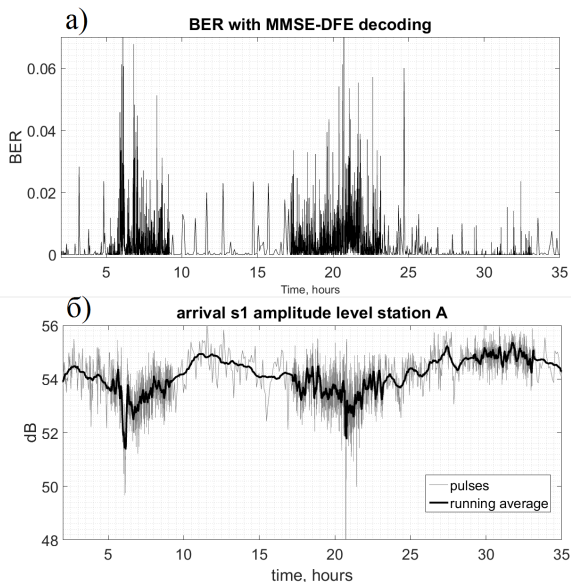 а)
BER with MMSE-DFE decoding
BER
0.06
0.04
0.02
0
5 10 15 20 25 30 35
Time, hours
б)
arrival s1 amplitude level station A
dB
56
54
52
50
48
pulses
running average
5 10 15 20 25 30 35
time, hours